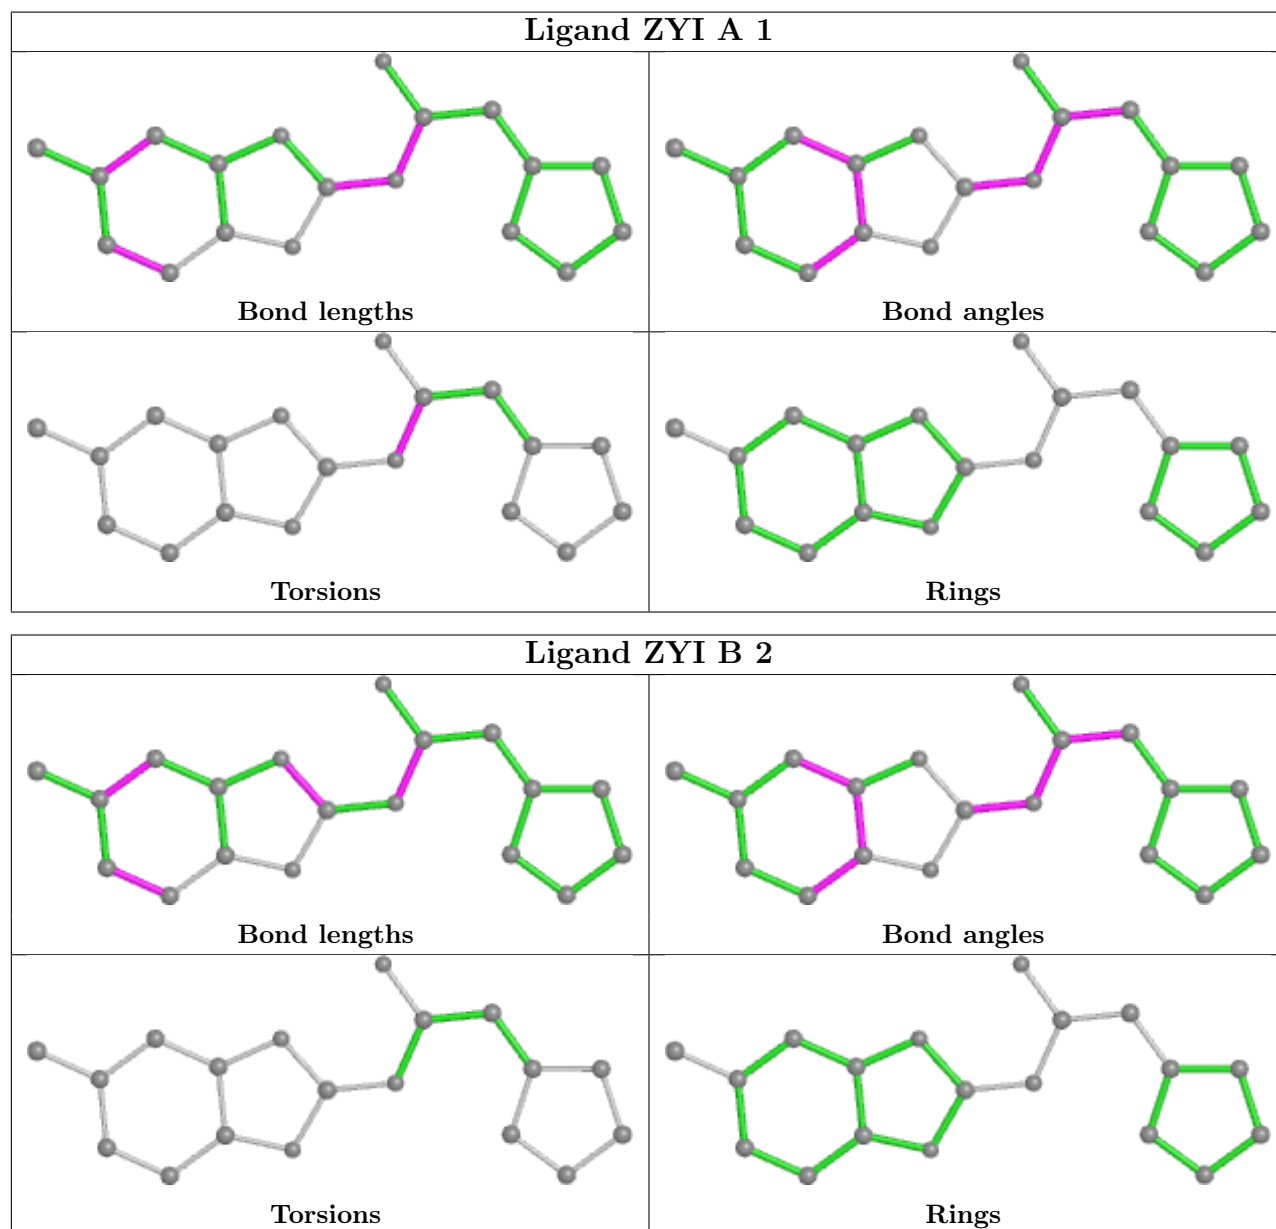 Ligand ZYI A 1
Bond lengths
Bond angles
Torsions
Rings
Ligand ZYI B 2
Bond lengths
Bond angles
Torsions
Rings